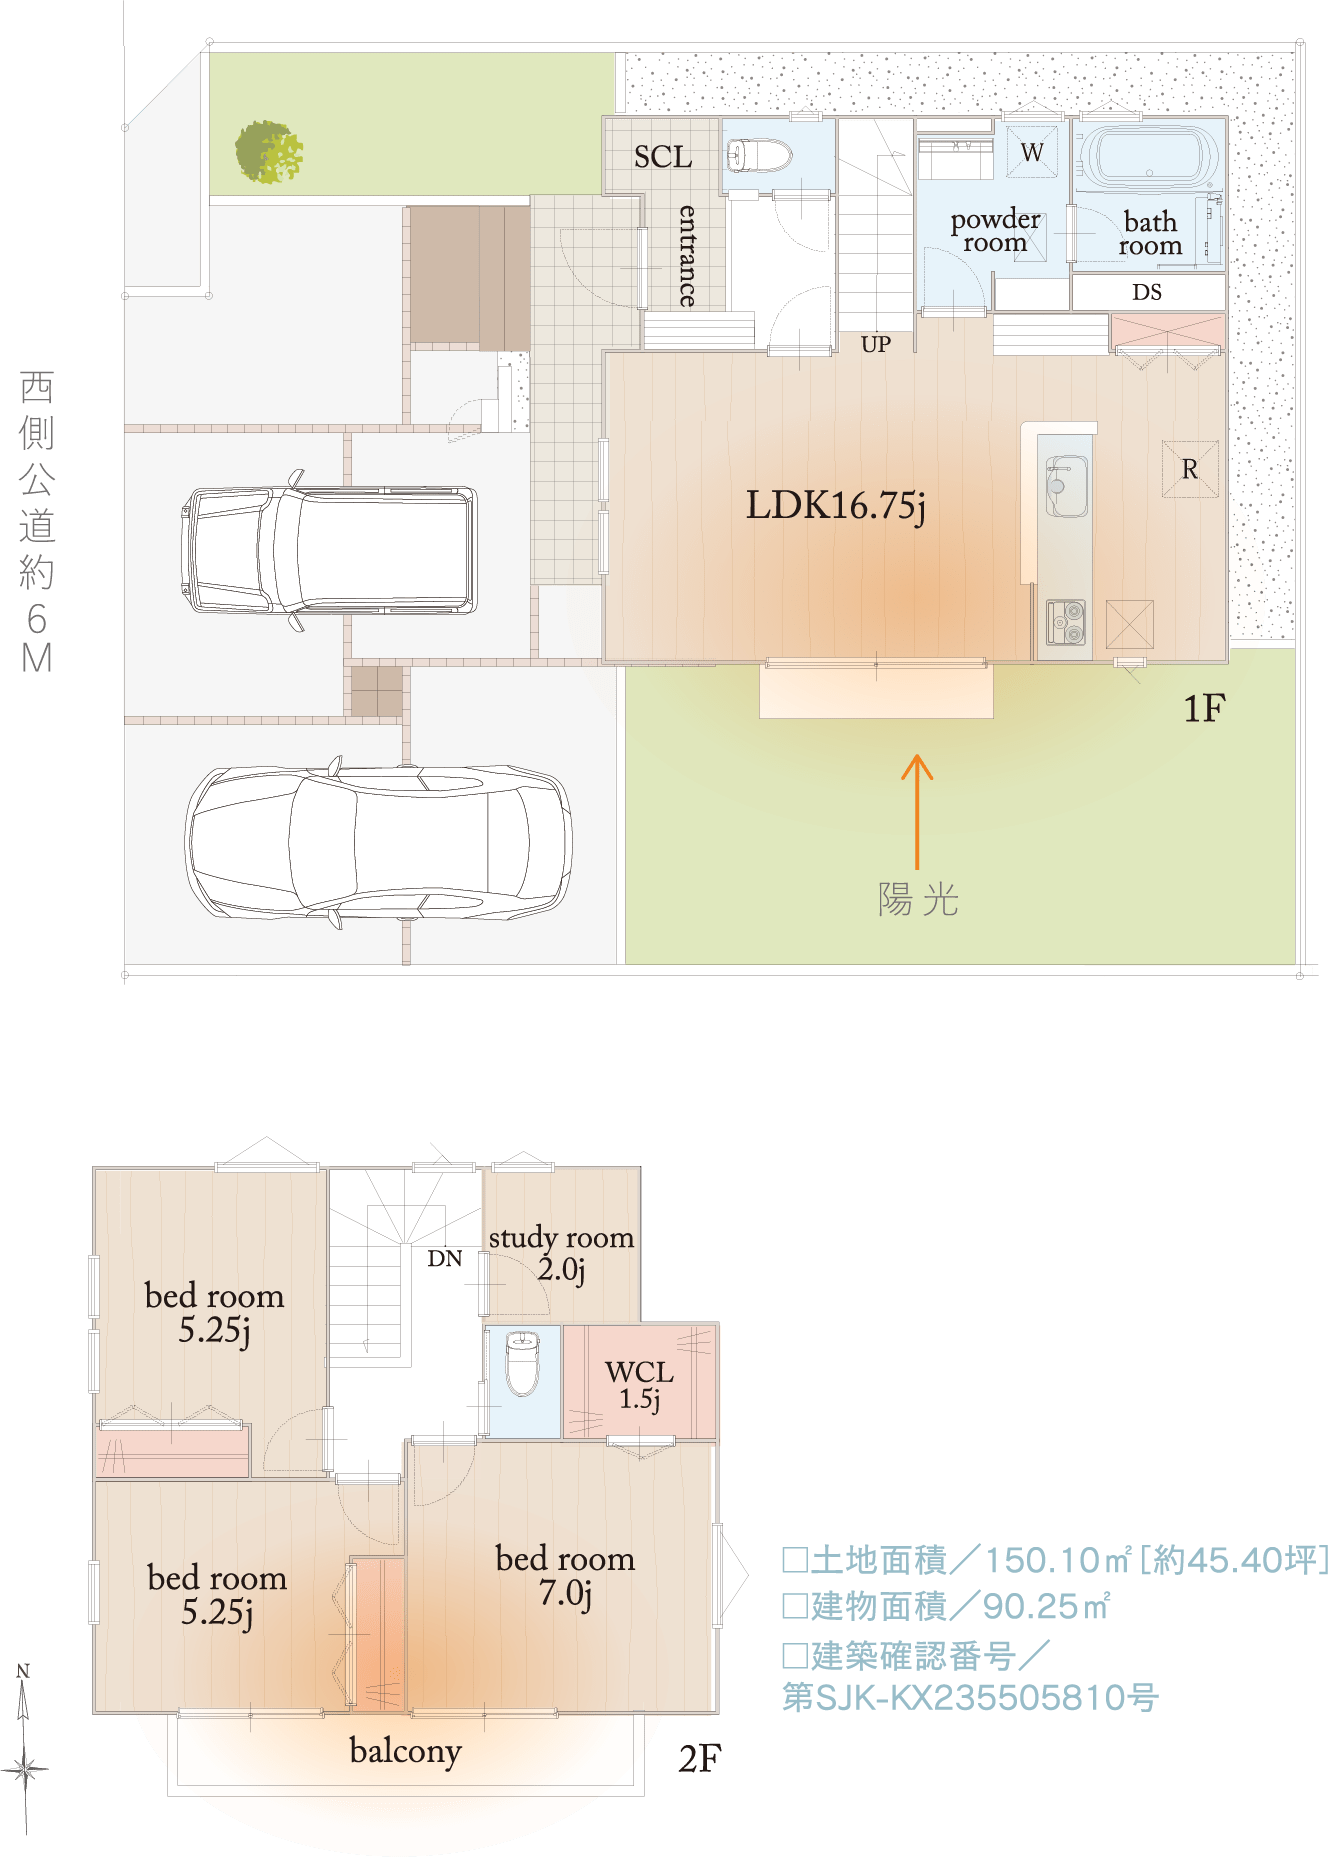 SCL
entrance
W
powder
room
bath
room
DS
UP
西側公道約6M
LDK16.75j
R
1F
陽光
study room
2.0j
DN
bed room
5.25j
WCL
1.5j
bed room
5.25j
bed room
7.0j
balcony
2F
N
□土地面積／150.10㎡[約45.40坪]
□建物面積／90.25㎡
□建築確認番号／
第SJK-KX235505810号